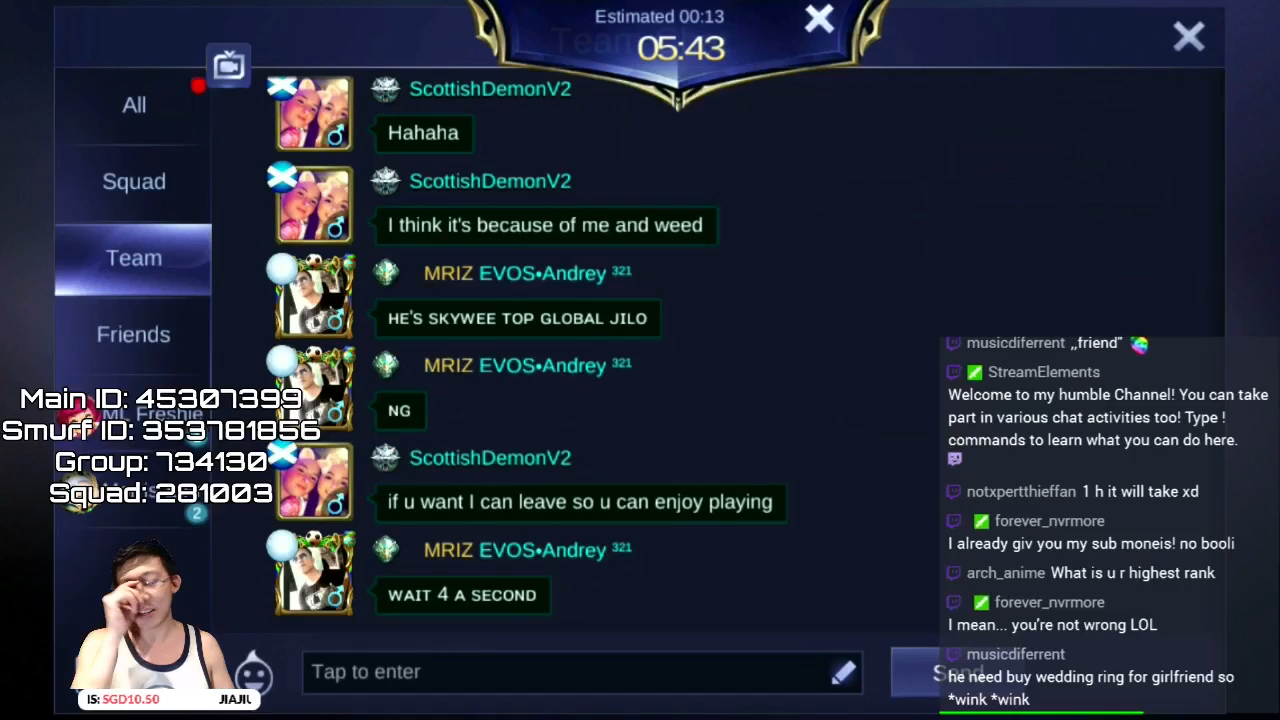 Estimated 00:13
05:43
All
Squad
Team
Friends
ML Freshie
2
ScottishDemonV2
Hahaha
ScottishDemonV2
I think it's because of me and weed
MRIZ EVOS•Andrey 321
HE'S SKYWEE TOP GLOBAL JILO
MRIZ EVOS•Andrey 321
NG
ScottishDemonV2
if u want I can leave so u can enjoy playing
MRIZ EVOS•Andrey 321
WAIT 4 A SECOND
Tap to enter
Send
Main ID: 45307399
Smurf ID: 353781856
Group: 734130
Squad: 281003
IS: SGD10.50
musicdiferrent ,,friend"
StreamElements
Welcome to my humble Channel! You can take
part in various chat activities too! Type !
commands to learn what you can do here.
notxpertthieffan 1 h it will take xd
forever_nvrmore
I already giv you my sub moneis! no booli
arch_anime What is u r highest rank
forever_nvrmore
I mean... you're not wrong LOL
musicdiferrent
he need buy wedding ring for girlfriend so
*wink *wink